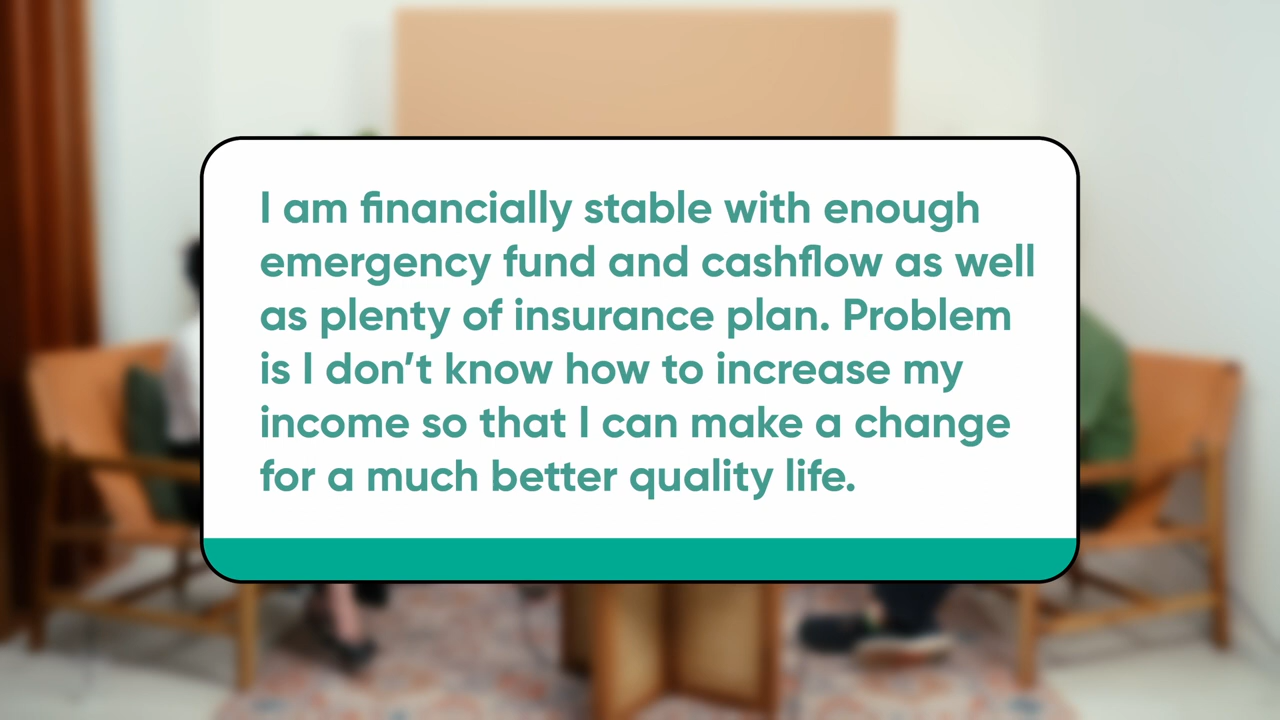 I am financially stable with enough
emergency fund and cashflow as well
as plenty of insurance plan. Problem
is I don’t know how to increase my
income so that I can make a change
for a much better quality life.